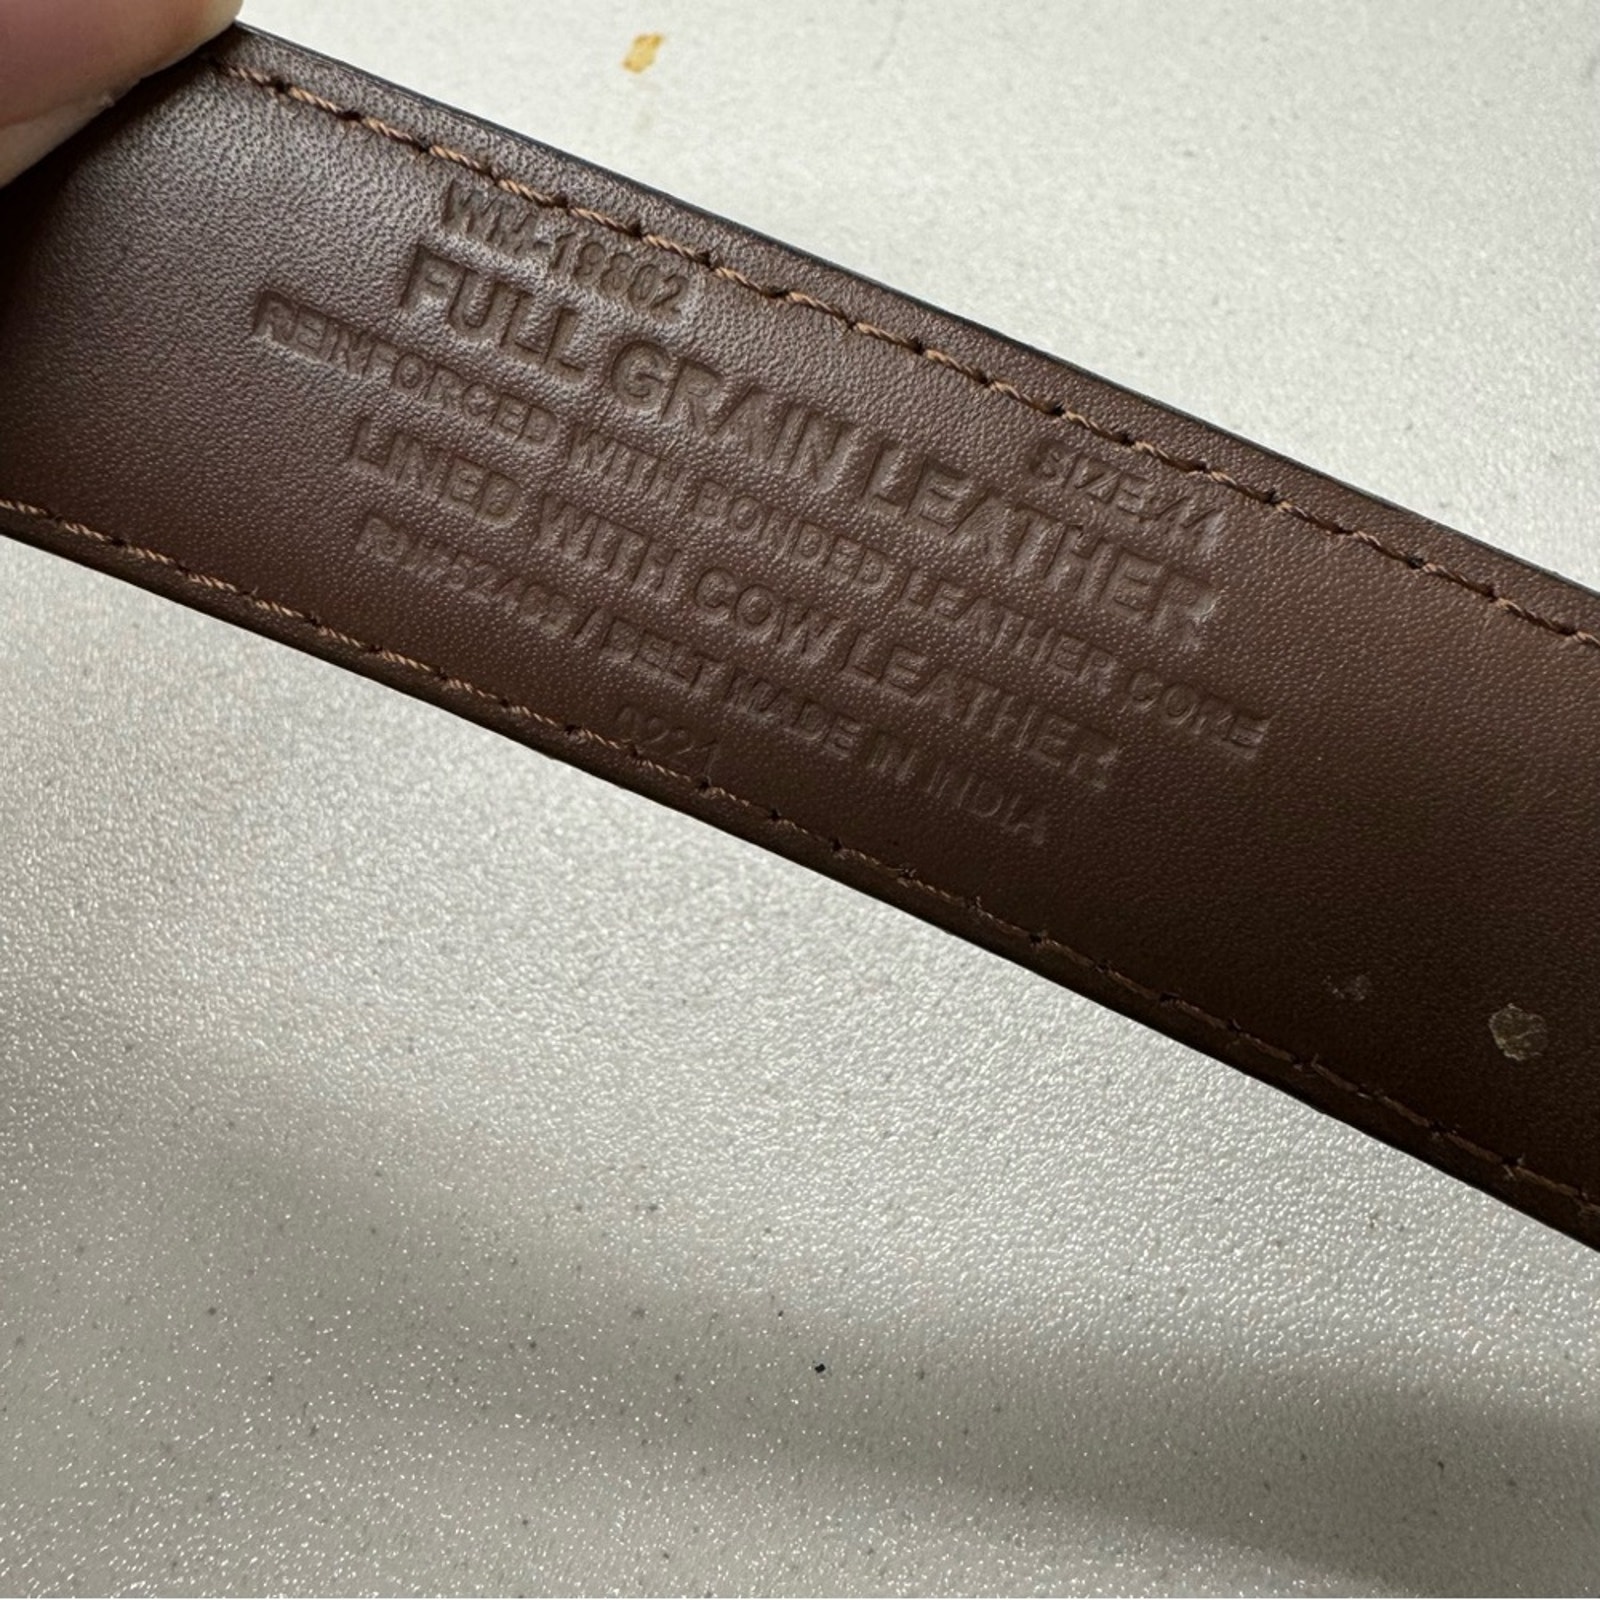 WM-19802
SIZE:44
FULL GRAIN LEATHER
REINFORCED WITH BONDED LEATHER CORE
LINED WITH COW LEATHER
BELT MADE IN INDIA
0221